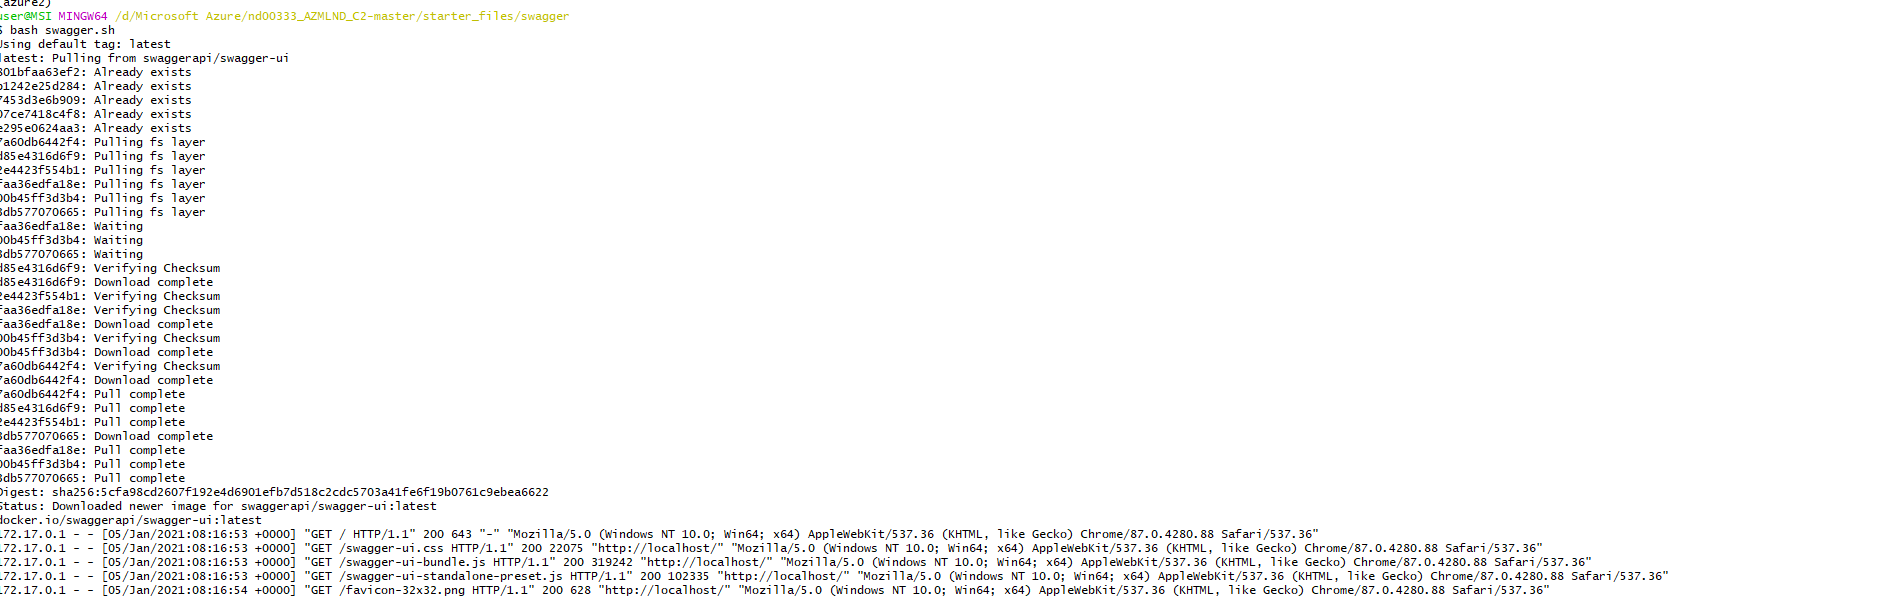 (azure2)
user@MSI MINGW64 /d/Microsoft Azure/nd00333_AZMLND_C2-master/starter_files/swagger
$ bash swagger.sh
Using default tag: latest
latest: Pulling from swaggerapi/swagger-ui
801bfaa63ef2: Already exists
b1242e25d284: Already exists
7453d3e6b909: Already exists
07ce7418c4f8: Already exists
e295e0624aa3: Already exists
7a60db6442f4: Pulling fs layer
d85e4316d6f9: Pulling fs layer
2e4423f554b1: Pulling fs layer
faa36edfa18e: Pulling fs layer
00b45ff3d3b4: Pulling fs layer
3db577070665: Pulling fs layer
faa36edfa18e: Waiting
00b45ff3d3b4: Waiting
3db577070665: Waiting
d85e4316d6f9: Verifying Checksum
d85e4316d6f9: Download complete
2e4423f554b1: Verifying Checksum
faa36edfa18e: Verifying Checksum
faa36edfa18e: Download complete
00b45ff3d3b4: Verifying Checksum
00b45ff3d3b4: Download complete
7a60db6442f4: Verifying Checksum
7a60db6442f4: Download complete
7a60db6442f4: Pull complete
d85e4316d6f9: Pull complete
2e4423f554b1: Pull complete
3db577070665: Download complete
faa36edfa18e: Pull complete
00b45ff3d3b4: Pull complete
3db577070665: Pull complete
Digest: sha256:5cfa98cd2607f192e4d6901efb7d518c2cdc5703a41fe6f19b0761c9ebea6622
Status: Downloaded newer image for swaggerapi/swagger-ui:latest
docker.io/swaggerapi/swagger-ui:latest
172.17.0.1 - - [05/Jan/2021:08:16:53 +0000] "GET / HTTP/1.1" 200 643 "-" "Mozilla/5.0 (Windows NT 10.0; Win64; x64) AppleWebKit/537.36 (KHTML, like Gecko) Chrome/87.0.4280.88 Safari/537.36"
172.17.0.1 - - [05/Jan/2021:08:16:53 +0000] "GET /swagger-ui.css HTTP/1.1" 200 22075 "http://localhost/" "Mozilla/5.0 (Windows NT 10.0; Win64; x64) AppleWebKit/537.36 (KHTML, like Gecko) Chrome/87.0.4280.88 Safari/537.36"
172.17.0.1 - - [05/Jan/2021:08:16:53 +0000] "GET /swagger-ui-bundle.js HTTP/1.1" 200 319242 "http://localhost/" "Mozilla/5.0 (Windows NT 10.0; Win64; x64) AppleWebKit/537.36 (KHTML, like Gecko) Chrome/87.0.4280.88 Safari/537.36"
172.17.0.1 - - [05/Jan/2021:08:16:53 +0000] "GET /swagger-ui-standalone-preset.js HTTP/1.1" 200 102335 "http://localhost/" "Mozilla/5.0 (Windows NT 10.0; Win64; x64) AppleWebKit/537.36 (KHTML, like Gecko) Chrome/87.0.4280.88 Safari/537.36"
172.17.0.1 - - [05/Jan/2021:08:16:54 +0000] "GET /favicon-32x32.png HTTP/1.1" 200 628 "http://localhost/" "Mozilla/5.0 (Windows NT 10.0; Win64; x64) AppleWebKit/537.36 (KHTML, like Gecko) Chrome/87.0.4280.88 Safari/537.36"